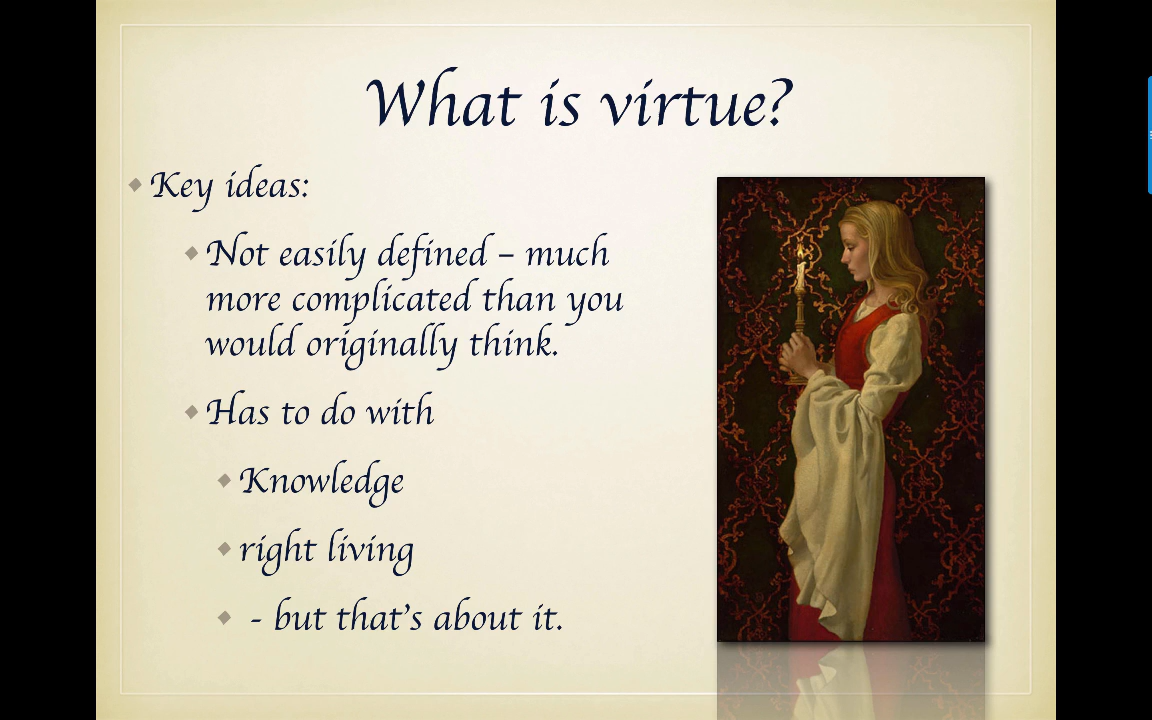 What is virtue?
Key ideas:
Not easily defined – much
more complicated than you
would originally think.
Has to do with
Knowledge
right living
- but that's about it.